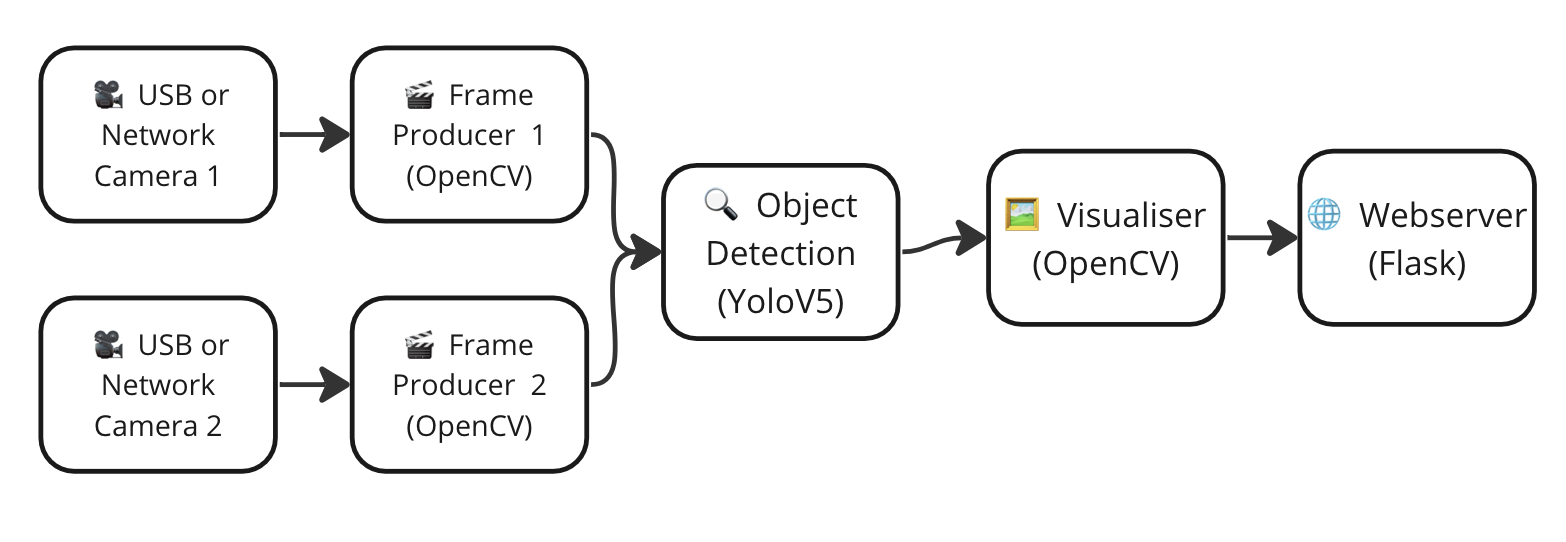 🎥 USB or
Network
Camera 1
🎬 Frame
Producer 1
(OpenCV)
🎥 USB or
Network
Camera 2
🎬 Frame
Producer 2
(OpenCV)
🔍 Object
Detection
(YoloV5)
🖼️ Visualiser
(OpenCV)
🌐 Webserver
(Flask)